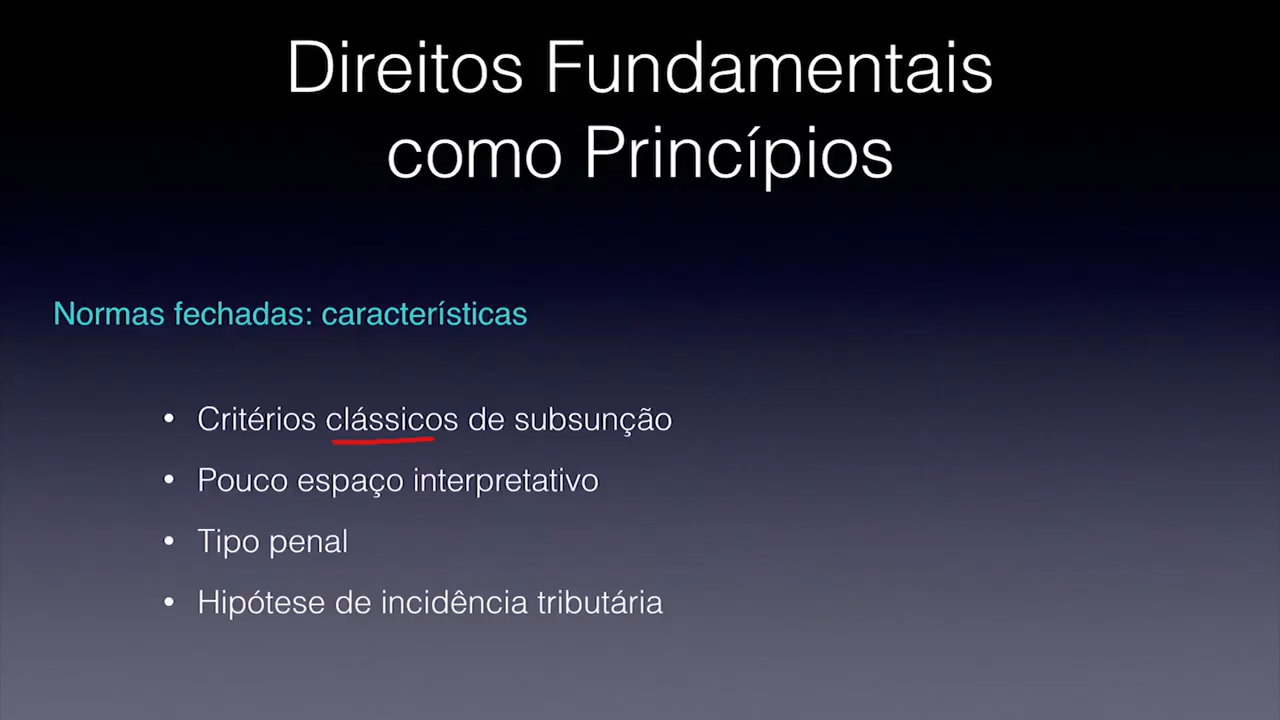 Direitos Fundamentais
como Princípios
Normas fechadas: características
• Critérios clássicos de subsunção
• Pouco espaço interpretativo
• Tipo penal
• Hipótese de incidência tributária